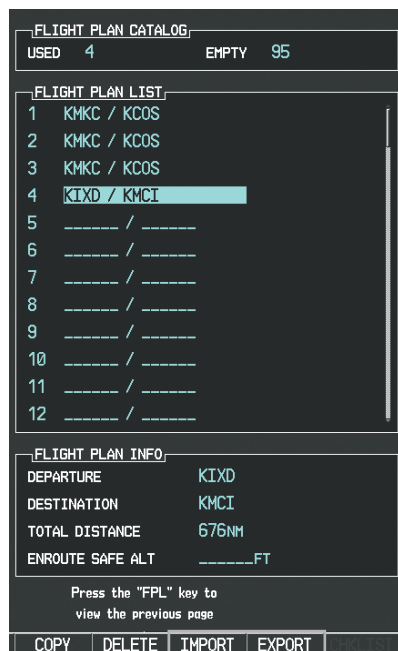 FLIGHT PLAN CATALOG
USED 4 EMPTY 95
FLIGHT PLAN LIST
1 KMKC / KCOS
2 KMKC / KCOS
3 KMKC / KCOS
4 KIXD / KMCI
5 ______ / ______
6 ______ / ______
7 ______ / ______
8 ______ / ______
9 ______ / ______
10 ______ / ______
11 ______ / ______
12 ______ / ______
FLIGHT PLAN INFO
DEPARTURE KIXD
DESTINATION KMCI
TOTAL DISTANCE 676NM
ENROUTE SAFE ALT ______FT
Press the "FPL" key to
view the previous page
COPY DELETE IMPORT EXPORT CHKLIST